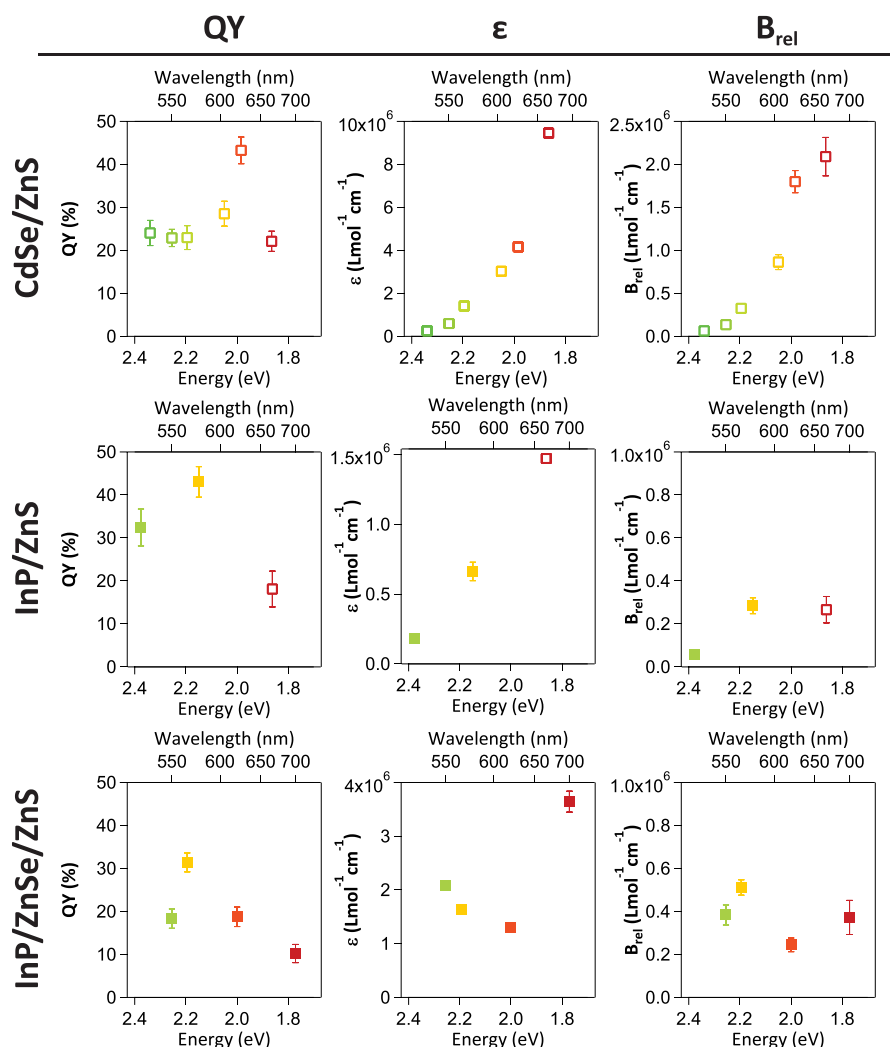 QY ε B_rel
CdSe/ZnS
Wavelength (nm)
550 600 650 700
50
40
30
20
10
0
QY (%)
2.4 2.2 2.0 1.8
Energy (eV)
Wavelength (nm)
550 600 650 700
10x10^6
8
6
4
2
0
ε (Lmol^-1 cm^-1)
2.4 2.2 2.0 1.8
Energy (eV)
Wavelength (nm)
550 600 650 700
2.5x10^6
2.0
1.5
1.0
0.5
0.0
B_rel (Lmol^-1 cm^-1)
2.4 2.2 2.0 1.8
Energy (eV)
InP/ZnS
Wavelength (nm)
550 600 650 700
50
40
30
20
10
0
QY (%)
2.4 2.2 2.0 1.8
Energy (eV)
Wavelength (nm)
550 600 650 700
1.5x10^6
1.0
0.5
0.0
ε (Lmol^-1 cm^-1)
2.4 2.2 2.0 1.8
Energy (eV)
Wavelength (nm)
550 600 650 700
1.0x10^6
0.8
0.6
0.4
0.2
0.0
B_rel (Lmol^-1 cm^-1)
2.4 2.2 2.0 1.8
Energy (eV)
InP/ZnSe/ZnS
Wavelength (nm)
550 600 650 700
50
40
30
20
10
0
QY (%)
2.4 2.2 2.0 1.8
Energy (eV)
Wavelength (nm)
550 600 650 700
4x10^6
3
2
1
0
ε (Lmol^-1 cm^-1)
2.4 2.2 2.0 1.8
Energy (eV)
Wavelength (nm)
550 600 650 700
1.0x10^6
0.8
0.6
0.4
0.2
0.0
B_rel (Lmol^-1 cm^-1)
2.4 2.2 2.0 1.8
Energy (eV)